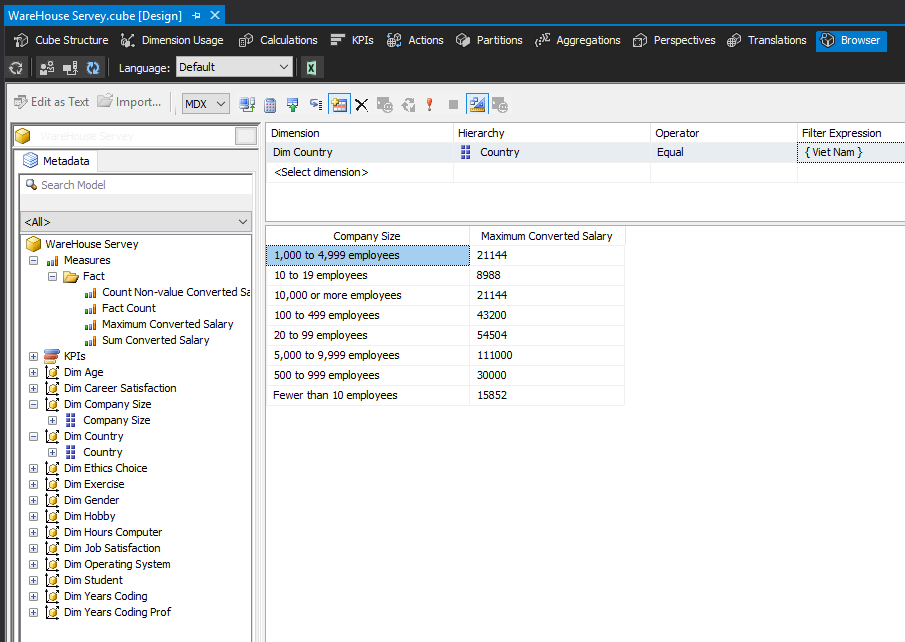 WareHouse Servey.cube [Design]
Cube Structure Dimension Usage Calculations KPIs Actions Partitions Aggregations Perspectives Translations Browser
Language: Default
Edit as Text Import... MDX
WareHouse Servey
Metadata
Search Model
<All>
WareHouse Servey
Measures
Fact
Count Non-value Converted Sa
Fact Count
Maximum Converted Salary
Sum Converted Salary
KPIs
Dim Age
Dim Career Satisfaction
Dim Company Size
Company Size
Dim Country
Country
Dim Ethics Choice
Dim Exercise
Dim Gender
Dim Hobby
Dim Hours Computer
Dim Job Satisfaction
Dim Operating System
Dim Student
Dim Years Coding
Dim Years Coding Prof
Dimension Hierarchy Operator Filter Expression
Dim Country Country Equal { Viet Nam }
<Select dimension>
Company Size Maximum Converted Salary
1,000 to 4,999 employees 21144
10 to 19 employees 8988
10,000 or more employees 21144
100 to 499 employees 43200
20 to 99 employees 54504
5,000 to 9,999 employees 111000
500 to 999 employees 30000
Fewer than 10 employees 15852